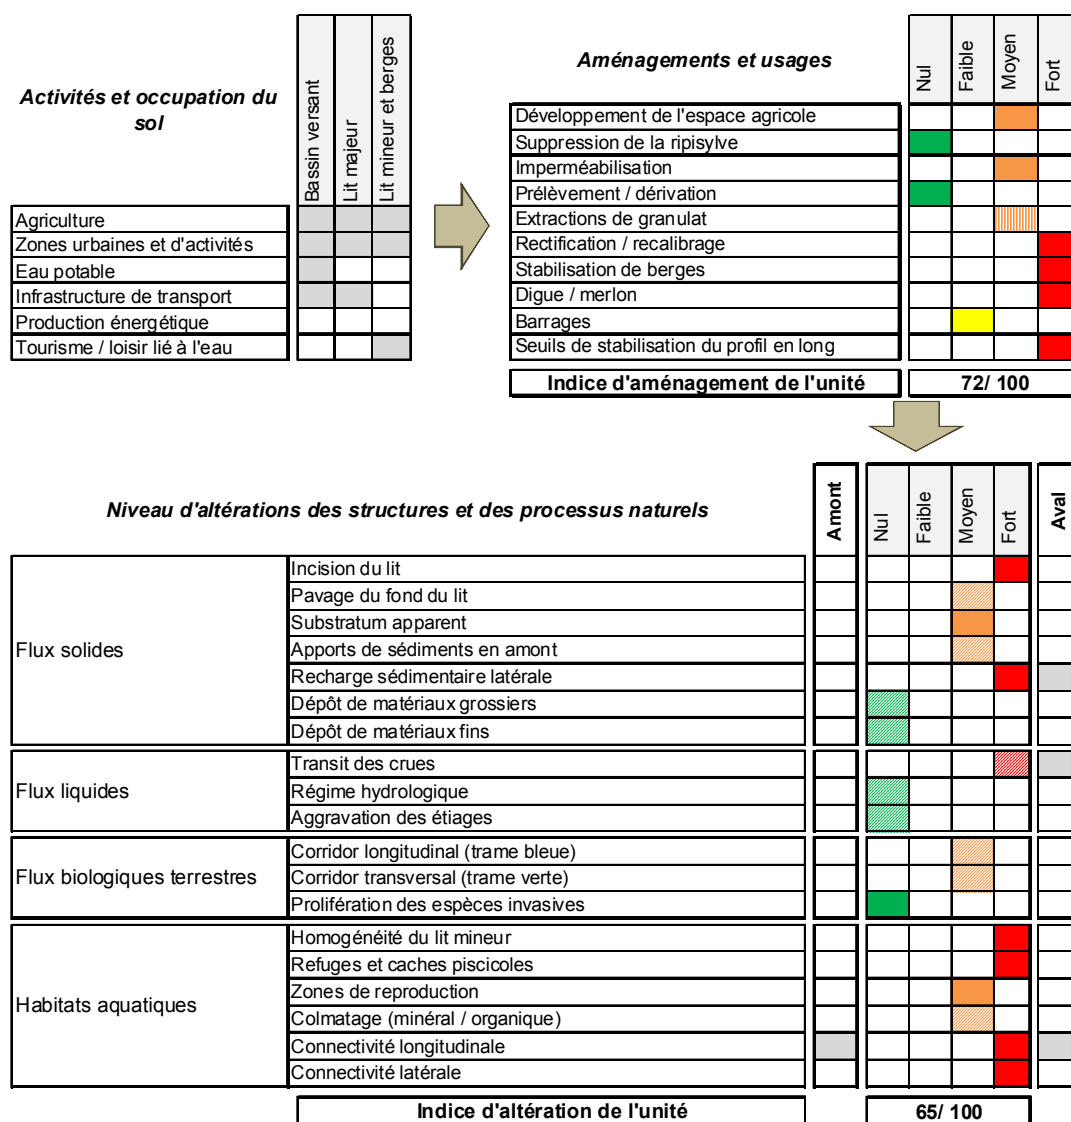 Activités et occupation du
sol
Bassin versant
Lit majeur
Lit mineur et berges
Agriculture
Zones urbaines et d'activités
Eau potable
Infrastructure de transport
Production énergétique
Tourisme / loisir lié à l'eau
Aménagements et usages
Nul
Faible
Moyen
Fort
Développement de l'espace agricole
Suppression de la ripisylve
Imperméabilisation
Prélèvement / dérivation
Extractions de granulat
Rectification / recalibrage
Stabilisation de berges
Digue / merlon
Barrages
Seuils de stabilisation du profil en long
Indice d'aménagement de l'unité 72/ 100
Niveau d'altérations des structures et des processus naturels
Amont
Nul
Faible
Moyen
Fort
Aval
Flux solides
Incision du lit
Pavage du fond du lit
Substratum apparent
Apports de sédiments en amont
Recharge sédimentaire latérale
Dépôt de matériaux grossiers
Dépôt de matériaux fins
Flux liquides
Transit des crues
Régime hydrologique
Aggravation des étiages
Flux biologiques terrestres
Corridor longitudinal (trame bleue)
Corridor transversal (trame verte)
Prolifération des espèces invasives
Habitats aquatiques
Homogénéité du lit mineur
Refuges et caches piscicoles
Zones de reproduction
Colmatage (minéral / organique)
Connectivité longitudinale
Connectivité latérale
Indice d'altération de l'unité 65/ 100